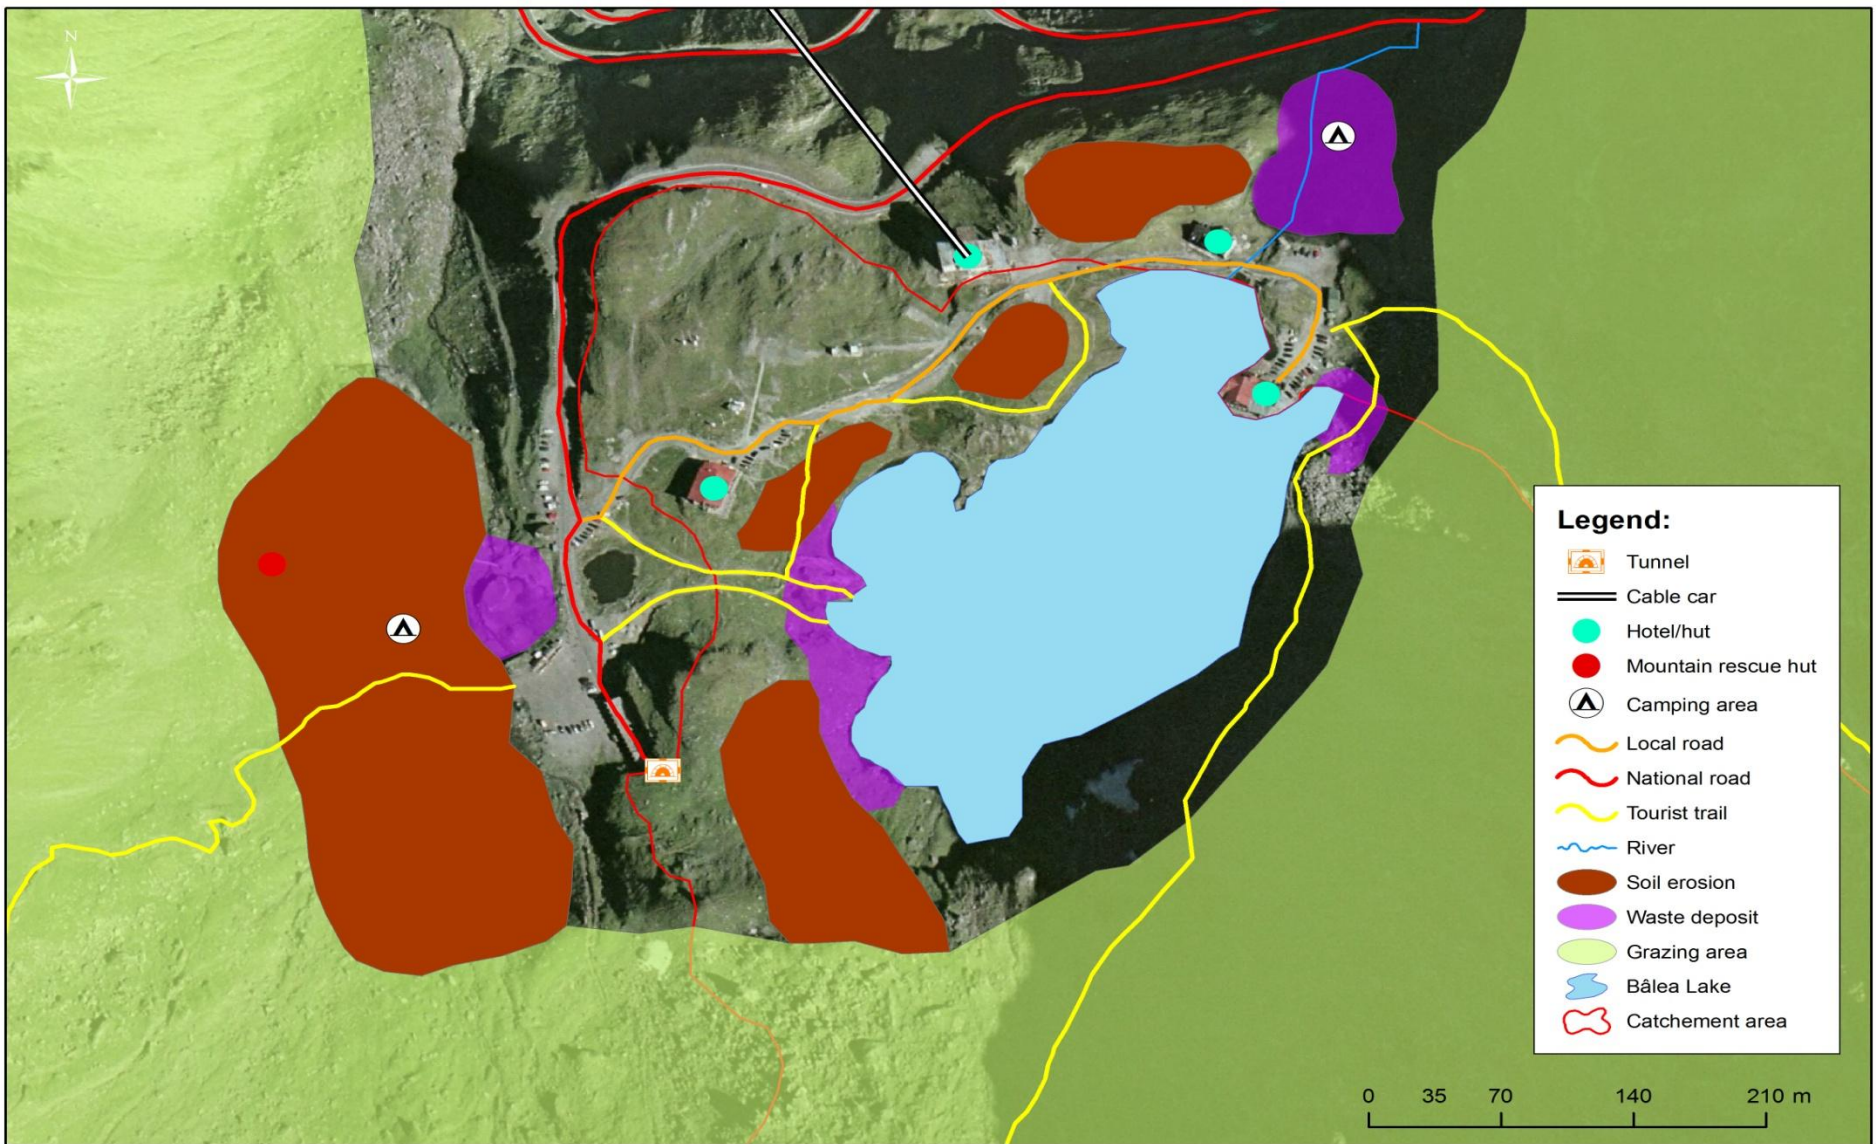 N
Legend:
Tunnel
Cable car
Hotel/hut
Mountain rescue hut
Camping area
Local road
National road
Tourist trail
River
Soil erosion
Waste deposit
Grazing area
Bâlea Lake
Catchement area
0 35 70 140 210 m